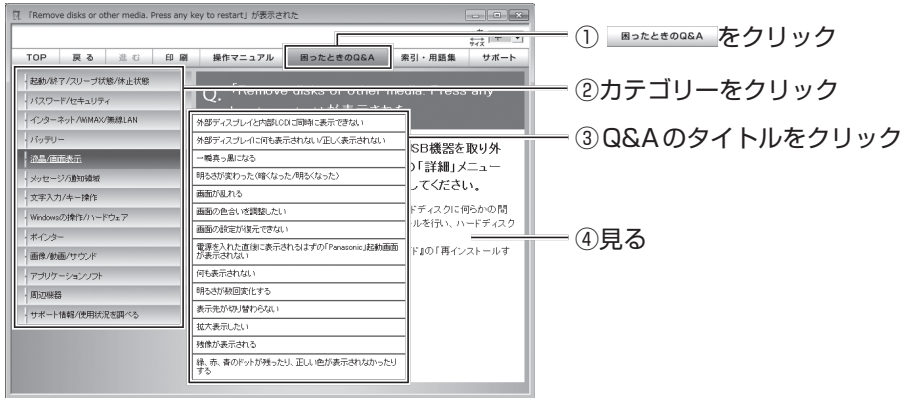 「Remove disks or other media. Press any key to restart」が表示された
サイズ
TOP 戻る 進む 印刷 操作マニュアル 困ったときのQ&A 索引・用語集 サポート
起動/終了/スリープ状態/休止状態
パスワード/セキュリティ
インターネット/WiMAX/無線LAN
バッテリー
液晶/画面表示
メッセージ/通知領域
文字入力/キー操作
Windowsの操作/ハードウェア
ポインター
画像/動画/サウンド
アプリケーションソフト
周辺機器
サポート情報/使用状況を調べる
Q. 「Remove disks or other media. Press any
外部ディスプレイと内部LCDに同時に表示できない
外部ディスプレイに何も表示されない/正しく表示されない
一瞬真っ黒になる
明るさが変わった(暗くなった/明るくなった)
画面が乱れる
画面の色合いを調整したい
画面の設定が復元できない
電源を入れた直後に表示されるはずの「Panasonic」起動画面
が表示されない
何も表示されない
明るさが数回変化する
表示先が切り替わらない
拡大表示したい
残像が表示される
緑、赤、青のドットが残ったり、正しい色が表示されなかったり
する
SB機器を取り外
の「詳細」メニュー
してください。
ドディスクに何らかの問
ルを行い、ハードディスク
ド』の「再インストールす
① 困ったときのQ&A をクリック
②カテゴリーをクリック
③Q&Aのタイトルをクリック
④見る